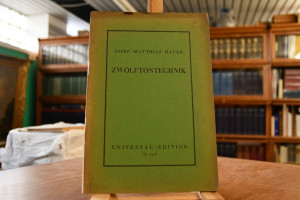 JOSEF MATTHIAS HAUER
ZWÖLFTONTECHNIK
UNIVERSAL-EDITION